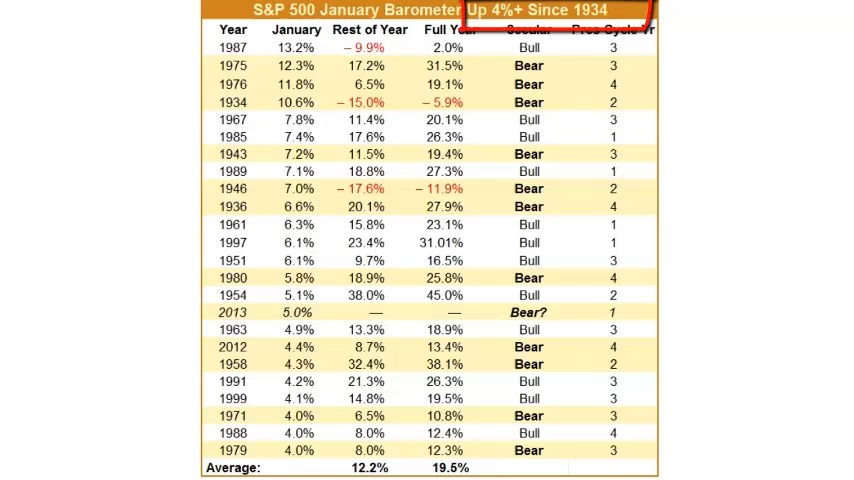 S&P 500 January Barometer Up 4%+ Since 1934
Year January Rest of Year Full Year Secular Pres Cycle Yr
1987 13.2% – 9.9% 2.0% Bull 3
1975 12.3% 17.2% 31.5% Bear 3
1976 11.8% 6.5% 19.1% Bear 4
1934 10.6% – 15.0% – 5.9% Bear 2
1967 7.8% 11.4% 20.1% Bull 3
1985 7.4% 17.6% 26.3% Bull 1
1943 7.2% 11.5% 19.4% Bear 3
1989 7.1% 18.8% 27.3% Bull 1
1946 7.0% – 17.6% – 11.9% Bear 2
1936 6.6% 20.1% 27.9% Bear 4
1961 6.3% 15.8% 23.1% Bull 1
1997 6.1% 23.4% 31.01% Bull 1
1951 6.1% 9.7% 16.5% Bull 3
1980 5.8% 18.9% 25.8% Bear 4
1954 5.1% 38.0% 45.0% Bull 2
2013 5.0% — — Bear? 1
1963 4.9% 13.3% 18.9% Bull 3
2012 4.4% 8.7% 13.4% Bear 4
1958 4.3% 32.4% 38.1% Bear 2
1991 4.2% 21.3% 26.3% Bull 3
1999 4.1% 14.8% 19.5% Bull 3
1971 4.0% 6.5% 10.8% Bear 3
1988 4.0% 8.0% 12.4% Bull 4
1979 4.0% 8.0% 12.3% Bear 3
Average: 12.2% 19.5%